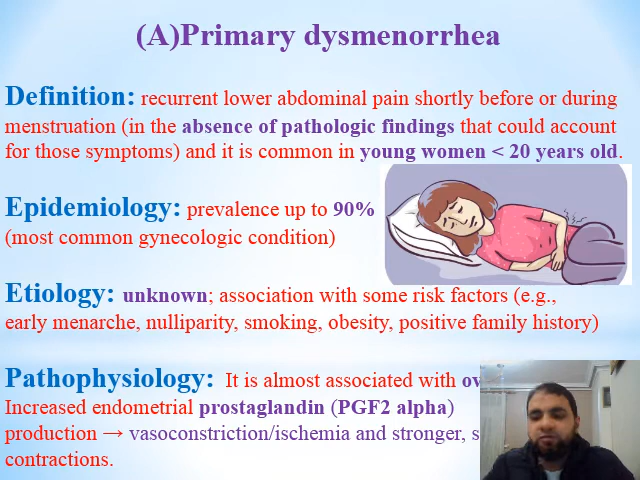 (A)Primary dysmenorrhea
Definition: recurrent lower abdominal pain shortly before or during
menstruation (in the absence of pathologic findings that could account
for those symptoms) and it is common in young women < 20 years old.
Epidemiology: prevalence up to 90%
(most common gynecologic condition)
Etiology: unknown; association with some risk factors (e.g.,
early menarche, nulliparity, smoking, obesity, positive family history)
Pathophysiology: It is almost associated with
Increased endometrial prostaglandin (PGF2 alpha)
production → vasoconstriction/ischemia and stronger,
contractions.